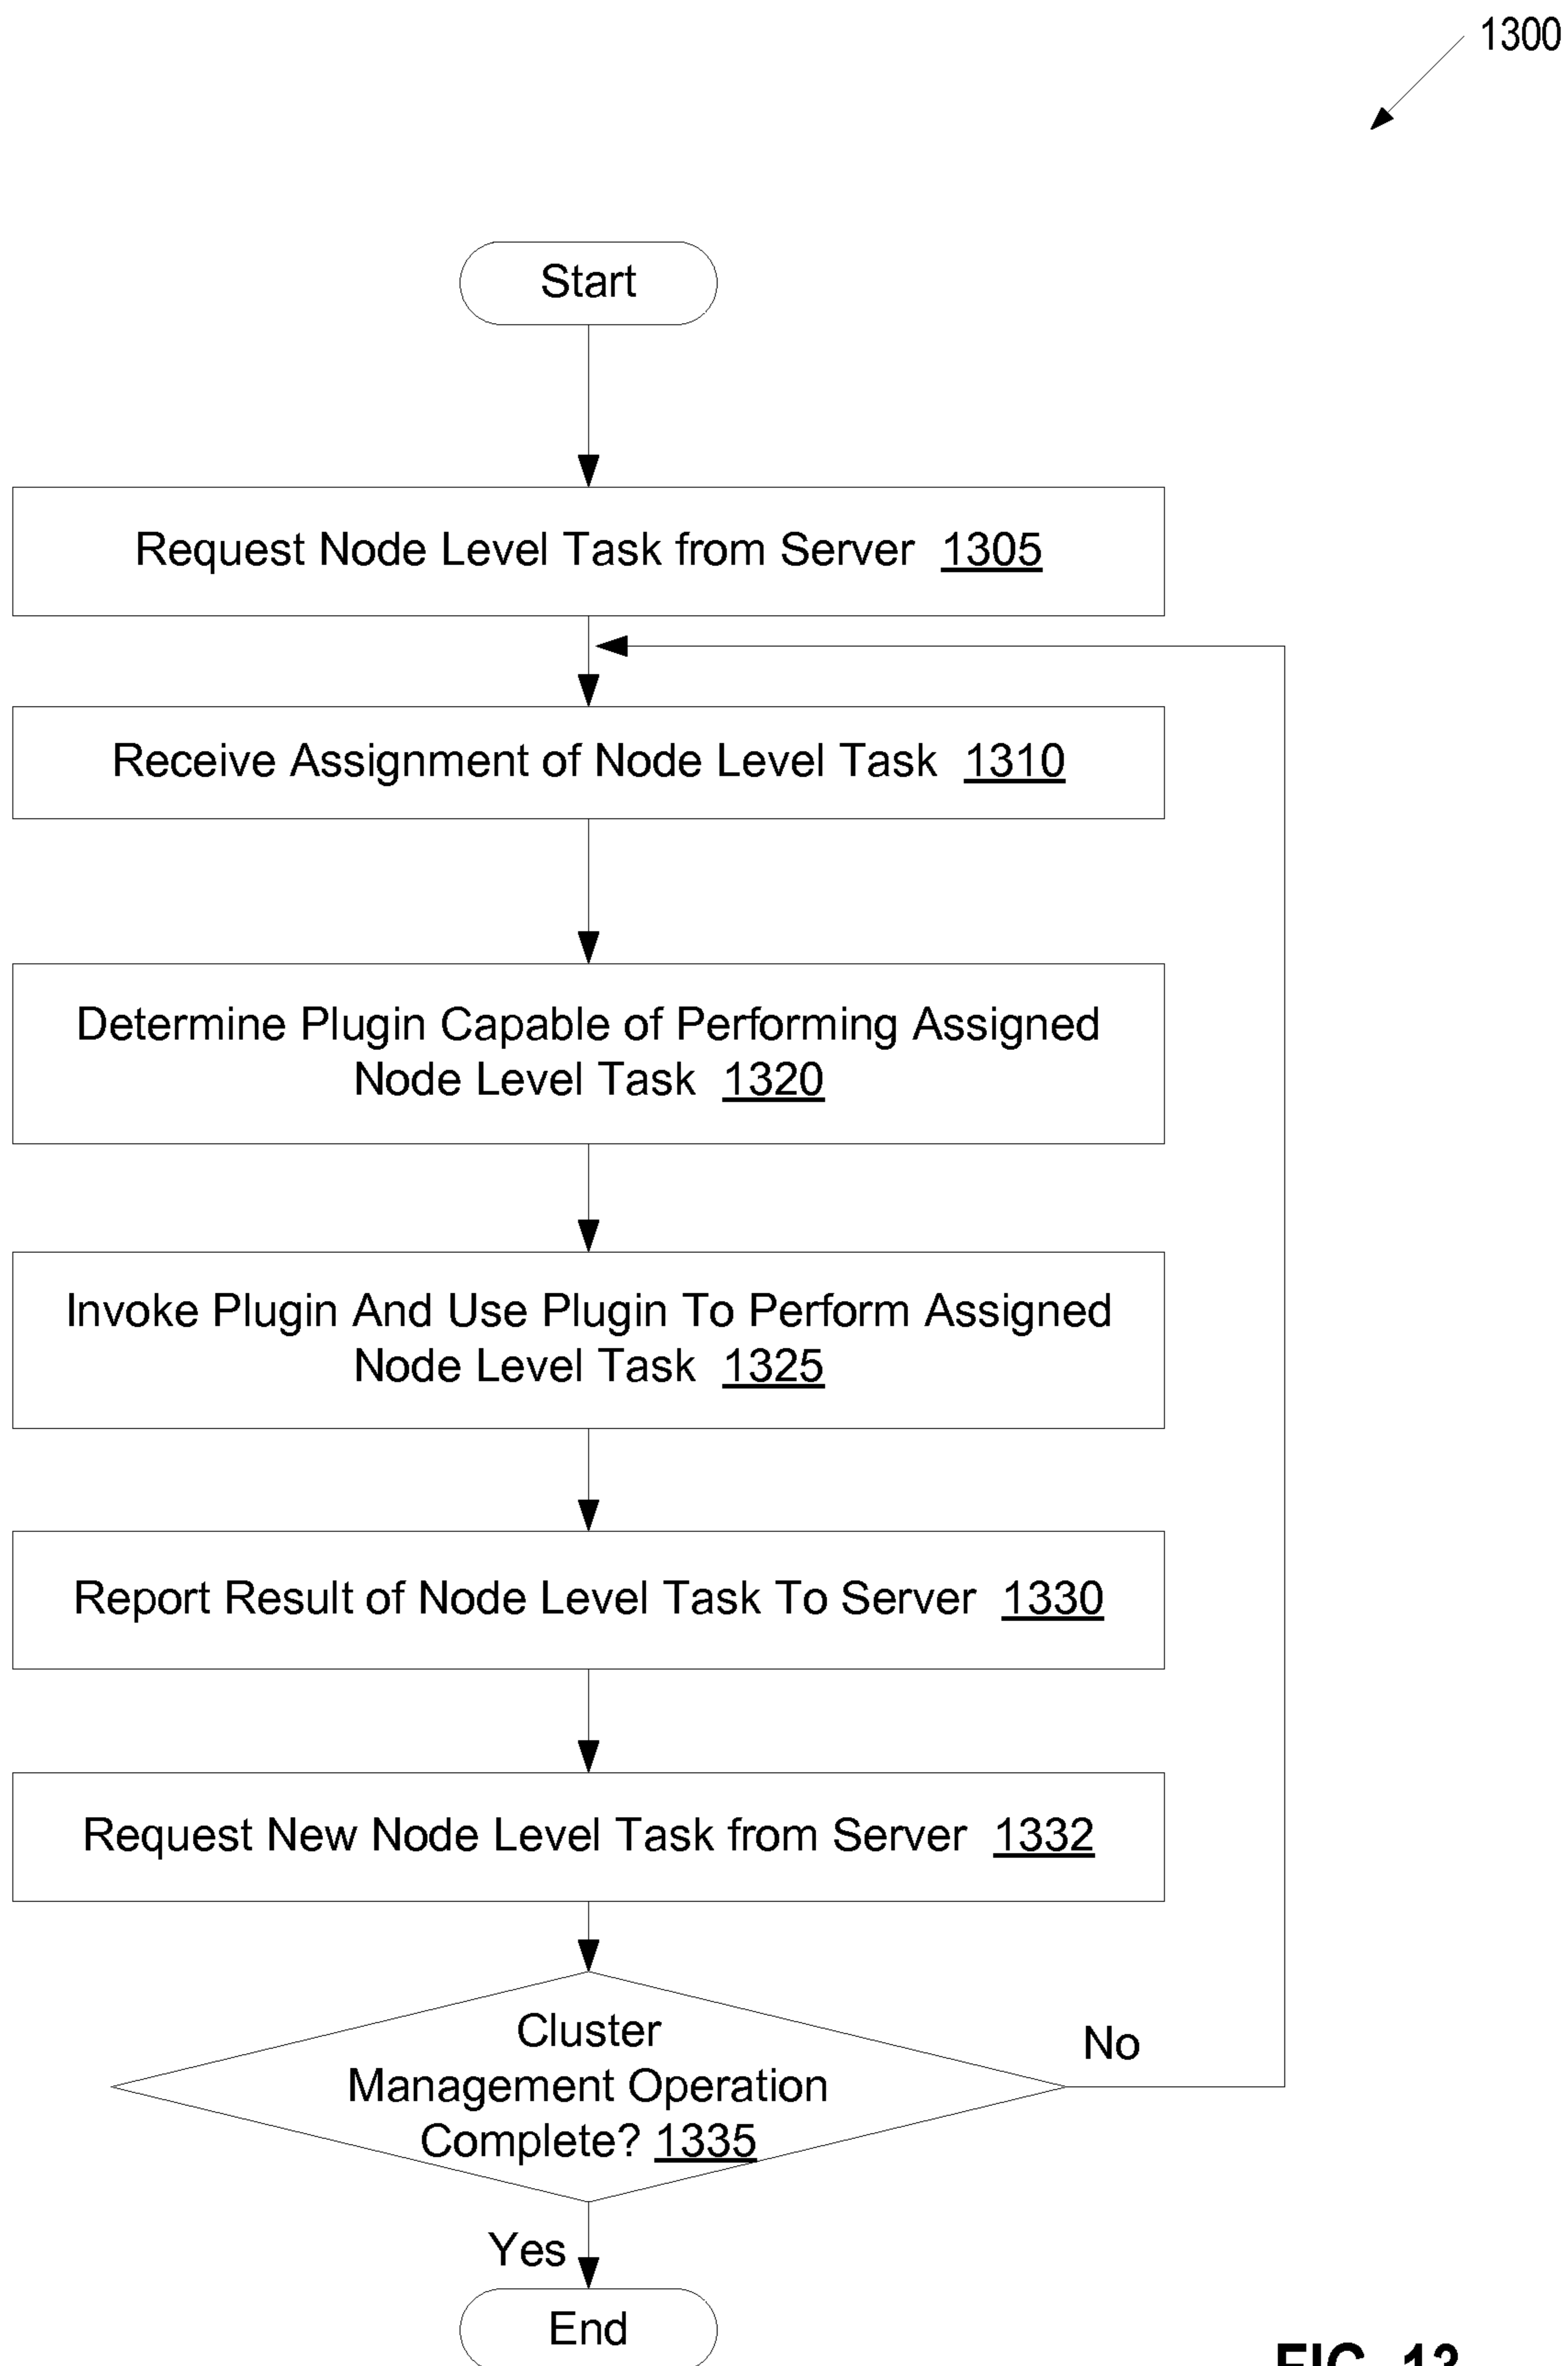 1300
Start
Request Node Level Task from Server 1305
Receive Assignment of Node Level Task 1310
Determine Plugin Capable of Performing Assigned
Node Level Task 1320
Invoke Plugin And Use Plugin To Perform Assigned
Node Level Task 1325
Report Result of Node Level Task To Server 1330
Request New Node Level Task from Server 1332
Cluster
Management Operation
Complete? 1335
No
Yes
End
FIG. 13